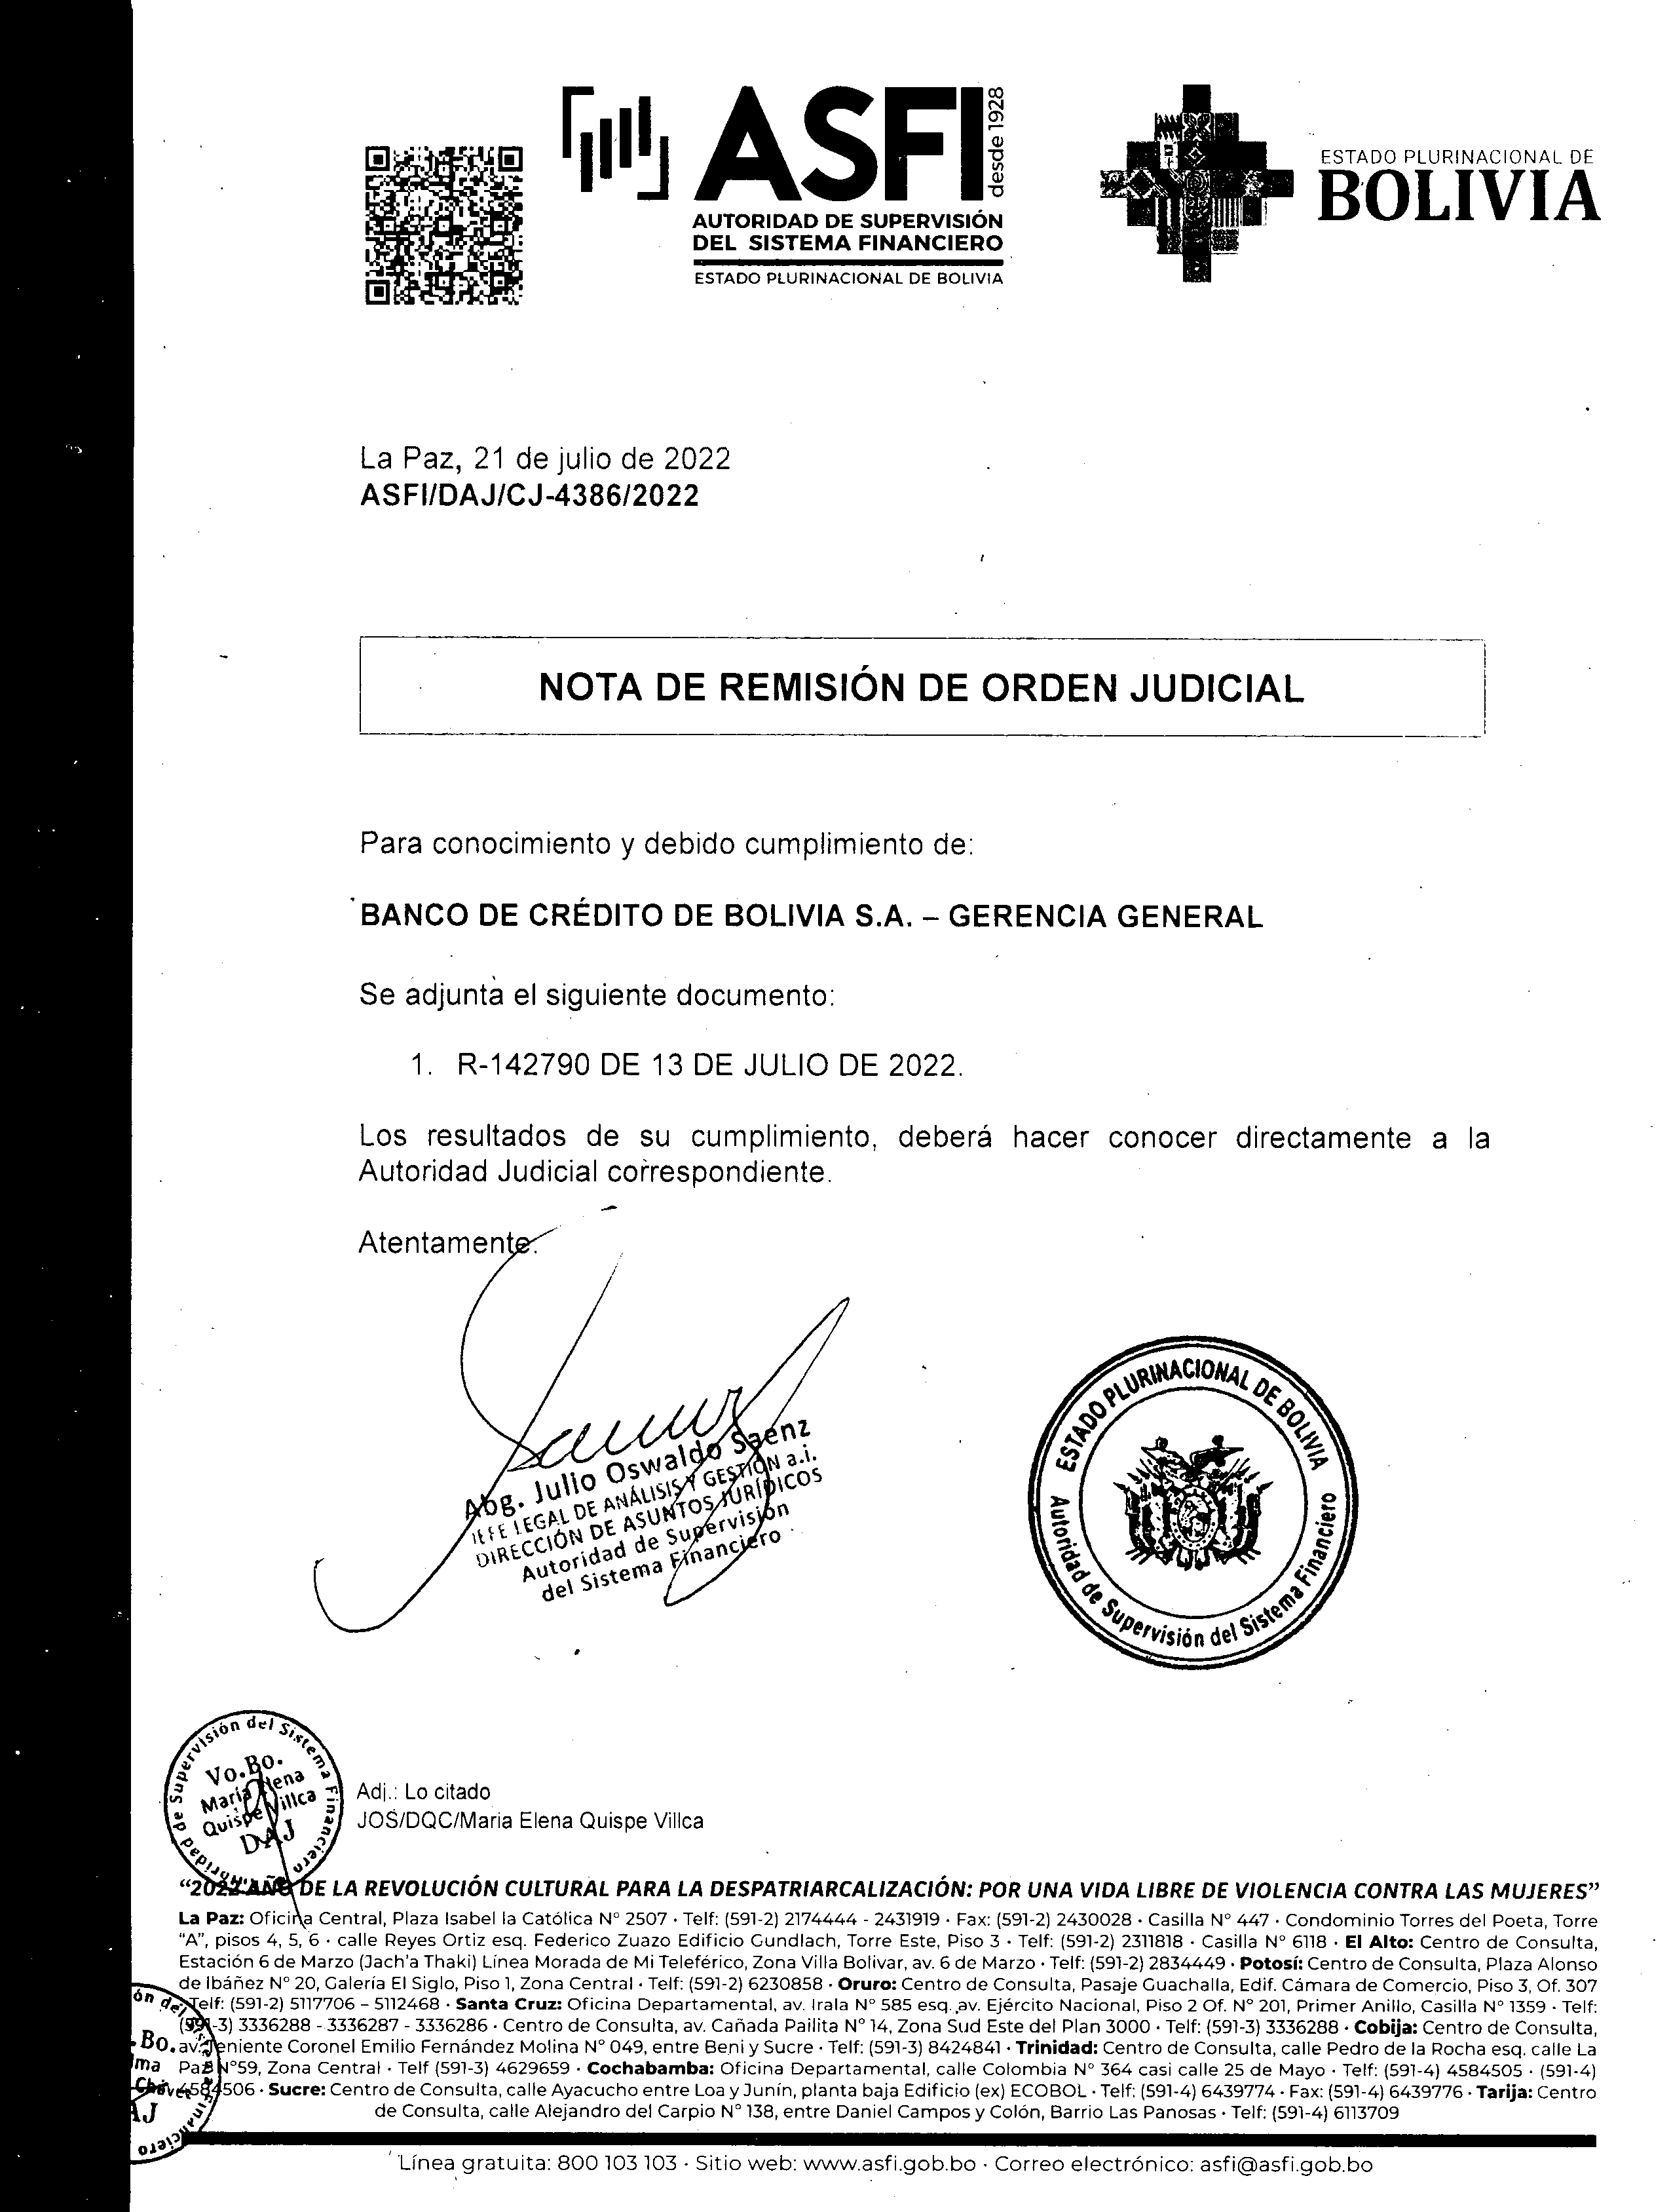 ASFI
desde 1928
AUTORIDAD DE SUPERVISIÓN
DEL SISTEMA FINANCIERO
ESTADO PLURINACIONAL DE BOLIVIA
ESTADO PLURINACIONAL DE
BOLIVIA
La Paz, 21 de julio de 2022
ASFI/DAJ/CJ-4386/2022
NOTA DE REMISIÓN DE ORDEN JUDICIAL
Para conocimiento y debido cumplimiento de:
BANCO DE CRÉDITO DE BOLIVIA S.A. – GERENCIA GENERAL
Se adjunta el siguiente documento:
1. R-142790 DE 13 DE JULIO DE 2022.
Los resultados de su cumplimiento, deberá hacer conocer directamente a la
Autoridad Judicial correspondiente.
Atentamente.
Abg. Julio Oswaldo Saenz
JEFE LEGAL DE ANÁLISIS Y GESTIÓN a.i.
DIRECCIÓN DE ASUNTOS JURÍDICOS
Autoridad de Supervisión
del Sistema Financiero
ESTADO PLURINACIONAL DE BOLIVIA
Autoridad de Supervisión del Sistema Financiero
Autoridad de Supervisión del Sistema Financiero
Vo.Bo.
María Elena
Quispe Villca
DAJ
Adj.: Lo citado
JOS/DQC/Maria Elena Quispe Villca
“2022 AÑO DE LA REVOLUCIÓN CULTURAL PARA LA DESPATRIARCALIZACIÓN: POR UNA VIDA LIBRE DE VIOLENCIA CONTRA LAS MUJERES”
La Paz: Oficina Central, Plaza Isabel la Católica N° 2507 · Telf: (591-2) 2174444 - 2431919 · Fax: (591-2) 2430028 · Casilla N° 447 · Condominio Torres del Poeta, Torre
“A”, pisos 4, 5, 6 · calle Reyes Ortiz esq. Federico Zuazo Edificio Gundlach, Torre Este, Piso 3 · Telf: (591-2) 2311818 · Casilla N° 6118 · El Alto: Centro de Consulta,
Estación 6 de Marzo (Jach’a Thaki) Línea Morada de Mi Teleférico, Zona Villa Bolivar, av. 6 de Marzo · Telf: (591-2) 2834449 · Potosí: Centro de Consulta, Plaza Alonso
de Ibáñez N° 20, Galería El Siglo, Piso 1, Zona Central · Telf: (591-2) 6230858 · Oruro: Centro de Consulta, Pasaje Guachalla, Edif. Cámara de Comercio, Piso 3, Of. 307
Telf: (591-2) 5117706 – 5112468 · Santa Cruz: Oficina Departamental, av. Irala N° 585 esq. av. Ejército Nacional, Piso 2 Of. N° 201, Primer Anillo, Casilla N° 1359 · Telf:
(591-3) 3336288 - 3336287 - 3336286 · Centro de Consulta, av. Cañada Pailita N° 14, Zona Sud Este del Plan 3000 · Telf: (591-3) 3336288 · Cobija: Centro de Consulta,
av. Teniente Coronel Emilio Fernández Molina N° 049, entre Beni y Sucre · Telf: (591-3) 8424841 · Trinidad: Centro de Consulta, calle Pedro de la Rocha esq. calle La
Paz N°59, Zona Central · Telf (591-3) 4629659 · Cochabamba: Oficina Departamental, calle Colombia N° 364 casi calle 25 de Mayo · Telf: (591-4) 4584505 · (591-4)
4584506 · Sucre: Centro de Consulta, calle Ayacucho entre Loa y Junín, planta baja Edificio (ex) ECOBOL · Telf: (591-4) 6439774 · Fax: (591-4) 6439776 · Tarija: Centro
de Consulta, calle Alejandro del Carpio N° 138, entre Daniel Campos y Colón, Barrio Las Panosas · Telf: (591-4) 6113709
Línea gratuita: 800 103 103 · Sitio web: www.asfi.gob.bo · Correo electrónico: asfi@asfi.gob.bo